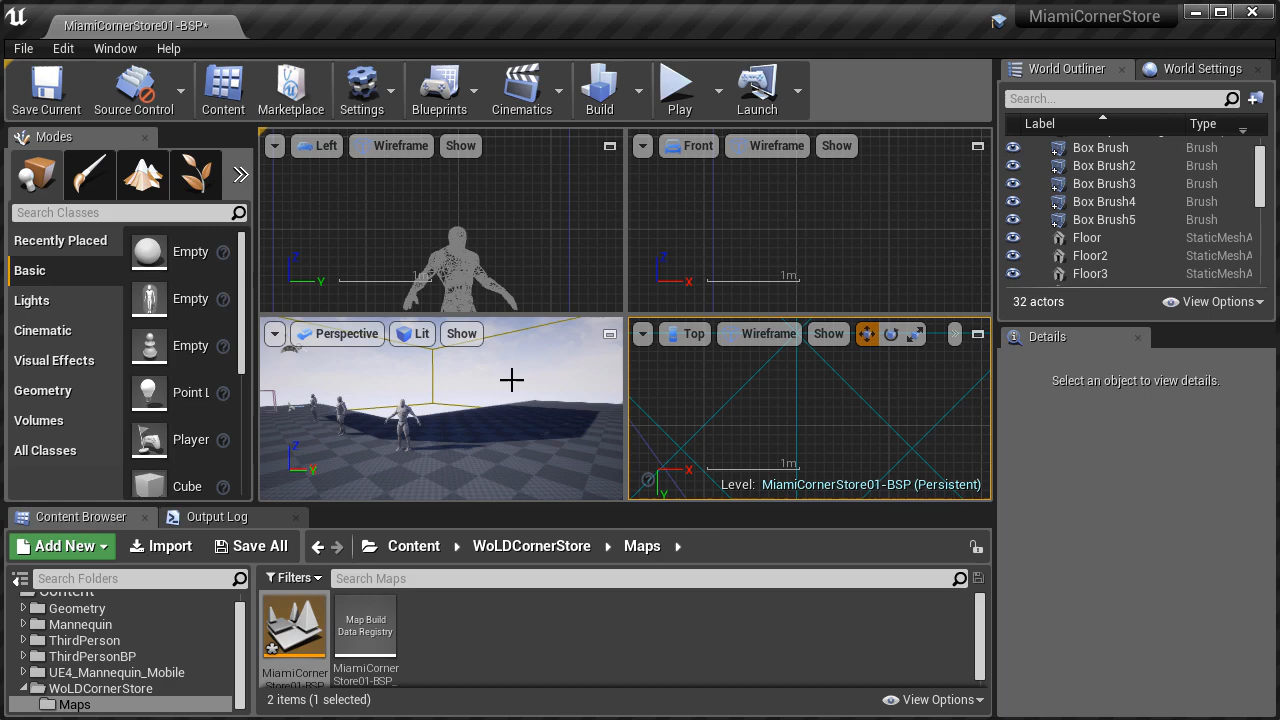 MiamiCornerStore01-BSP*
MiamiCornerStore
File Edit Window Help
Save Current Source Control Content Marketplace Settings Blueprints Cinematics Build Play Launch
World Outliner World Settings
Search...
Label Type
Box Brush Brush
Box Brush2 Brush
Box Brush3 Brush
Box Brush4 Brush
Box Brush5 Brush
Floor StaticMeshA
Floor2 StaticMeshA
Floor3 StaticMeshA
32 actors View Options
Details
Select an object to view details.
Modes
Search Classes
Recently Placed
Basic
Lights
Cinematic
Visual Effects
Geometry
Volumes
All Classes
Empty
Empty
Empty
Point L
Player
Cube
Left Wireframe Show
Z
Y
1m
Front Wireframe Show
Z
X
1m
Perspective Lit Show
Z
Y
Top Wireframe Show
1m
X
Y
Level: MiamiCornerStore01-BSP (Persistent)
Content Browser Output Log
Add New Import Save All Content WoLDCornerStore Maps
Search Folders
Filters Search Maps
Content
Geometry
Mannequin
ThirdPerson
ThirdPersonBP
UE4_Mannequin_Mobile
WoLDCornerStore
Maps
MiamiCorner
Store01-BSP
Map Build
Data Registry
MiamiCorner
Store01-BSP_
2 items (1 selected) View Options